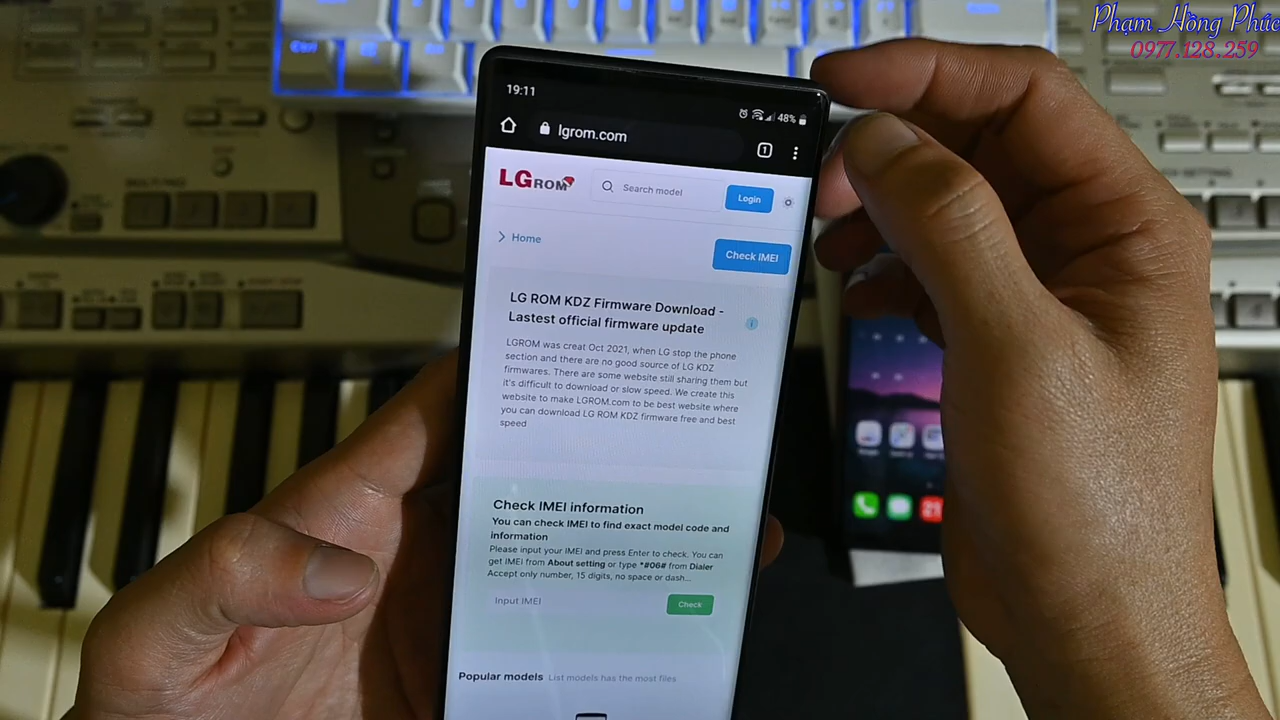 Phạm Hồng Phúc
0977.128.259
Ctrl
19:11
48%
lgrom.com
1
LG ROM
Search model
Login
Home
Check IMEI
LG ROM KDZ Firmware Download -
Lastest official firmware update
LGROM was creat Oct 2021, when LG stop the phone
section and there are no good source of LG KDZ
firmwares. There are some website still sharing them but
it's difficult to download or slow speed. We create this
website to make LGROM.com to be best website where
you can download LG ROM KDZ firmware free and best
speed
Check IMEI information
You can check IMEI to find exact model code and
information
Please input your IMEI and press Enter to check. You can
get IMEI from About setting or type *#06# from Dialer
Accept only number, 15 digits, no space or dash...
Input IMEI
Check
Popular models List models has the most files